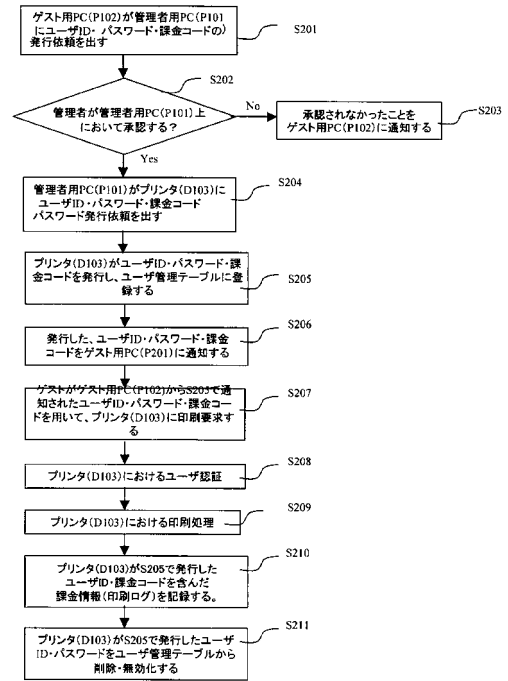 ゲスト用PC(P102)が管理者用PC(P101
にユーザID・ パスワード・課金コードの)
発行依頼を出す
S201
S202
管理者が管理者用PC(P101)上
において承認する?
No
承認されなかったことを
ゲスト用PC(P102)に通知する
S203
Yes
管理者用PC(P101)がプリンタ(D103)に
ユーザID・パスワード・課金コード
パスワード発行依頼を出す
S204
プリンタ(D103)がユーザID・パスワード・課
金コードを発行し、ユーザ管理テーブルに登
録する
S205
発行した、ユーザID・パスワード・課金
コードをゲスト用PC(P201)に通知する
S206
ゲストがゲスト用PC(P102)からS205で通
知されたユーザID・パスワード・課金コー
ドを用いて、プリンタ(D103)に印刷要求す
る
S207
プリンタ(D103)におけるユーザ認証
S208
プリンタ(D103)における印刷処理
S209
プリンタ(D103)がS205で発行した
ユーザID・課金コードを含んだ
課金情報(印刷ログ)を記録する。
S210
プリンタ(D103)がS205で発行したユーザ
ID・パスワードをユーザ管理テーブルから
削除・無効化する
S211